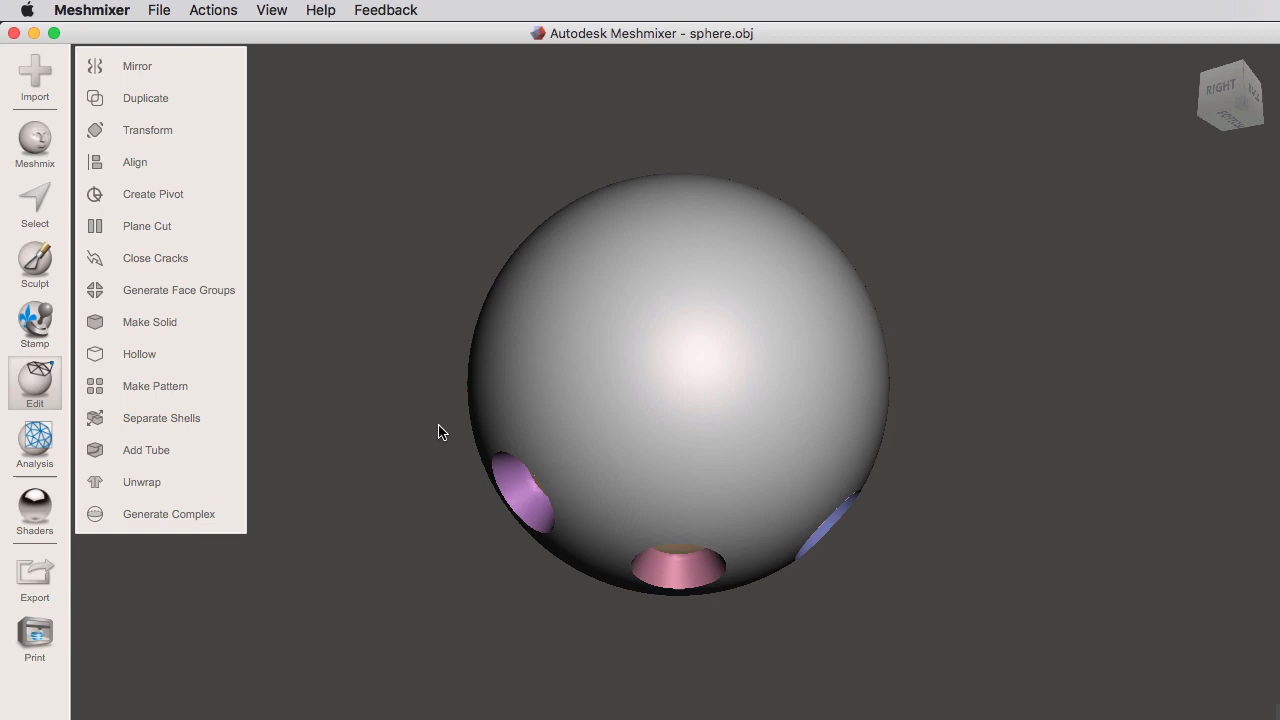 Meshmixer File Actions View Help Feedback
Autodesk Meshmixer - sphere.obj
Import
Meshmix
Select
Sculpt
Stamp
Edit
Analysis
Shaders
Export
Print
Mirror
Duplicate
Transform
Align
Create Pivot
Plane Cut
Close Cracks
Generate Face Groups
Make Solid
Hollow
Make Pattern
Separate Shells
Add Tube
Unwrap
Generate Complex
RIGHT
BOTTOM